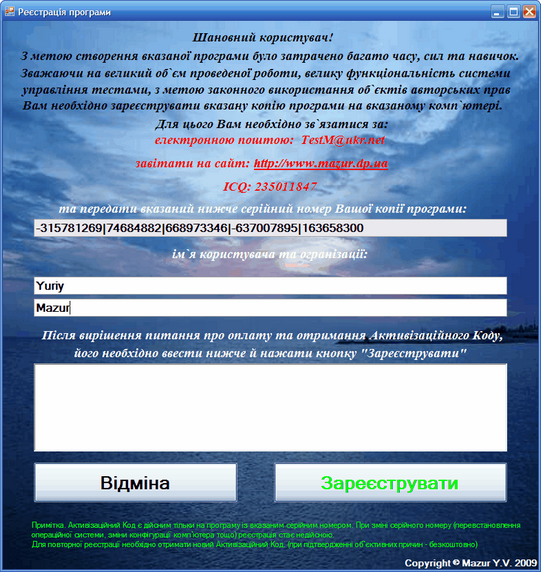 Реєстрація програми
Шановний користувач!
З метою створення вказаної програми було затрачено багато часу, сил та навичок.
Зважаючи на великий об`єм проведеної роботи, велику функціональність системи
управління тестами, з метою законного використання об`єктів авторських прав
Вам необхідно зареєструвати вказану копію програми на вказаному комп`ютері.
Для цього Вам необхідно зв`язатися за:
електронною поштою: TestM@ukr.net
завітати на сайт: http://www.mazur.dp.ua
ICQ: 235011847
та передати вказаний нижче серійний номер Вашої копії програми:
-315781269|74684882|668973346|-637007895|163658300
ім`я користувача та огранізації:
Yuriy
Mazur
Після вирішення питання про оплату та отримання Активізаційного Коду,
його необхідно ввести нижче й нажати кнопку "Зареєструвати"
Відміна
Зареєструвати
Примітка. Активізаційний Код є дійсним тільки на програму із вказаним серійним номером. При зміні серійного номеру (перевстановлення
операційної системи, зміни конфігурації комп'ютера тощо) реєстрація стає недійсною.
Для повторної реєстрації необхідно отримати новий Активізаційний Код, (при підтвердженні об'єктивних причин - безкоштовно)
Copyright © Mazur Y.V. 2009